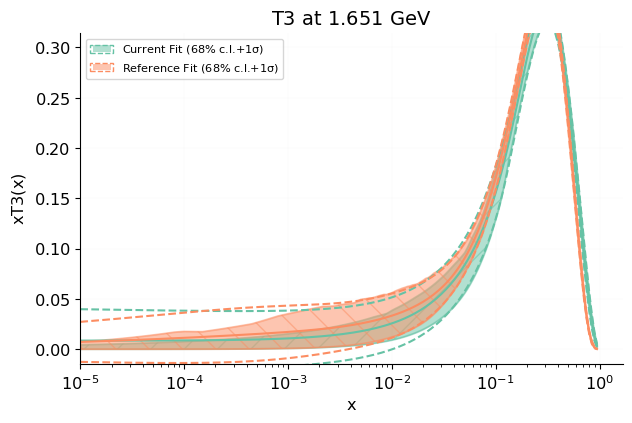 T3 at 1.651 GeV
Current Fit (68% c.l.+1σ)
Reference Fit (68% c.l.+1σ)
0.30
0.25
0.20
0.15
0.10
0.05
0.00
xT3(x)
10⁻⁵ 10⁻⁴ 10⁻³ 10⁻² 10⁻¹ 10⁰
x